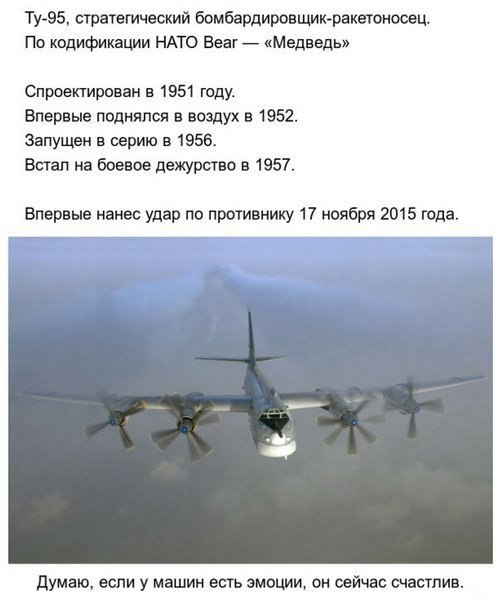 Ту-95, стратегический бомбардировщик-ракетоносец.
По кодификации НАТО Bear — «Медведь»
Спроектирован в 1951 году.
Впервые поднялся в воздух в 1952.
Запущен в серию в 1956.
Встал на боевое дежурство в 1957.
Впервые нанес удар по противнику 17 ноября 2015 года.
Думаю, если у машин есть эмоции, он сейчас счастлив.